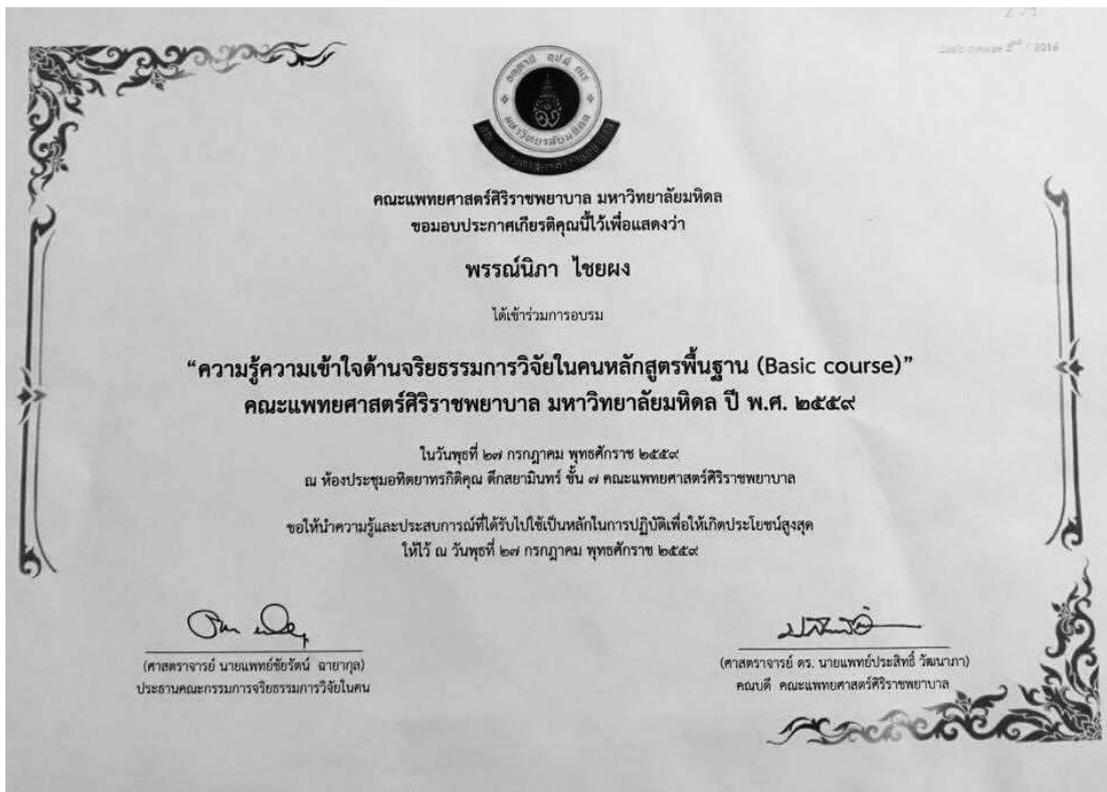 / 2016
อตฺตานํ อุปมํ กเร
มหาวิทยาลัยมหิดล
คณะแพทยศาสตร์ศิริราชพยาบาล มหาวิทยาลัยมหิดล
ขอมอบประกาศเกียรติคุณนี้ไว้เพื่อแสดงว่า
พรรณ์นิภา ไชยผง
ได้เข้าร่วมการอบรม
“ความรู้ความเข้าใจด้านจริยธรรมการวิจัยในคนหลักสูตรพื้นฐาน (Basic course)”
คณะแพทยศาสตร์ศิริราชพยาบาล มหาวิทยาลัยมหิดล ปี พ.ศ. ๒๕๕๙
ในวันพุธที่ ๒๗ กรกฎาคม พุทธศักราช ๒๕๕๙
ณ ห้องประชุมอทิตยาทรกิติคุณ ตึกสยามินทร์ ชั้น ๗ คณะแพทยศาสตร์ศิริราชพยาบาล
ขอให้นำความรู้และประสบการณ์ที่ได้รับไปใช้เป็นหลักในการปฏิบัติเพื่อให้เกิดประโยชน์สูงสุด
ให้ไว้ ณ วันพุธที่ ๒๗ กรกฎาคม พุทธศักราช ๒๕๕๙
(ศาสตราจารย์ นายแพทย์ชัยรัตน์ ฉายากุล)
ประธานคณะกรรมการจริยธรรมการวิจัยในคน
(ศาสตราจารย์ ดร. นายแพทย์ประสิทธิ์ วัฒนาภา)
คณบดี คณะแพทยศาสตร์ศิริราชพยาบาล